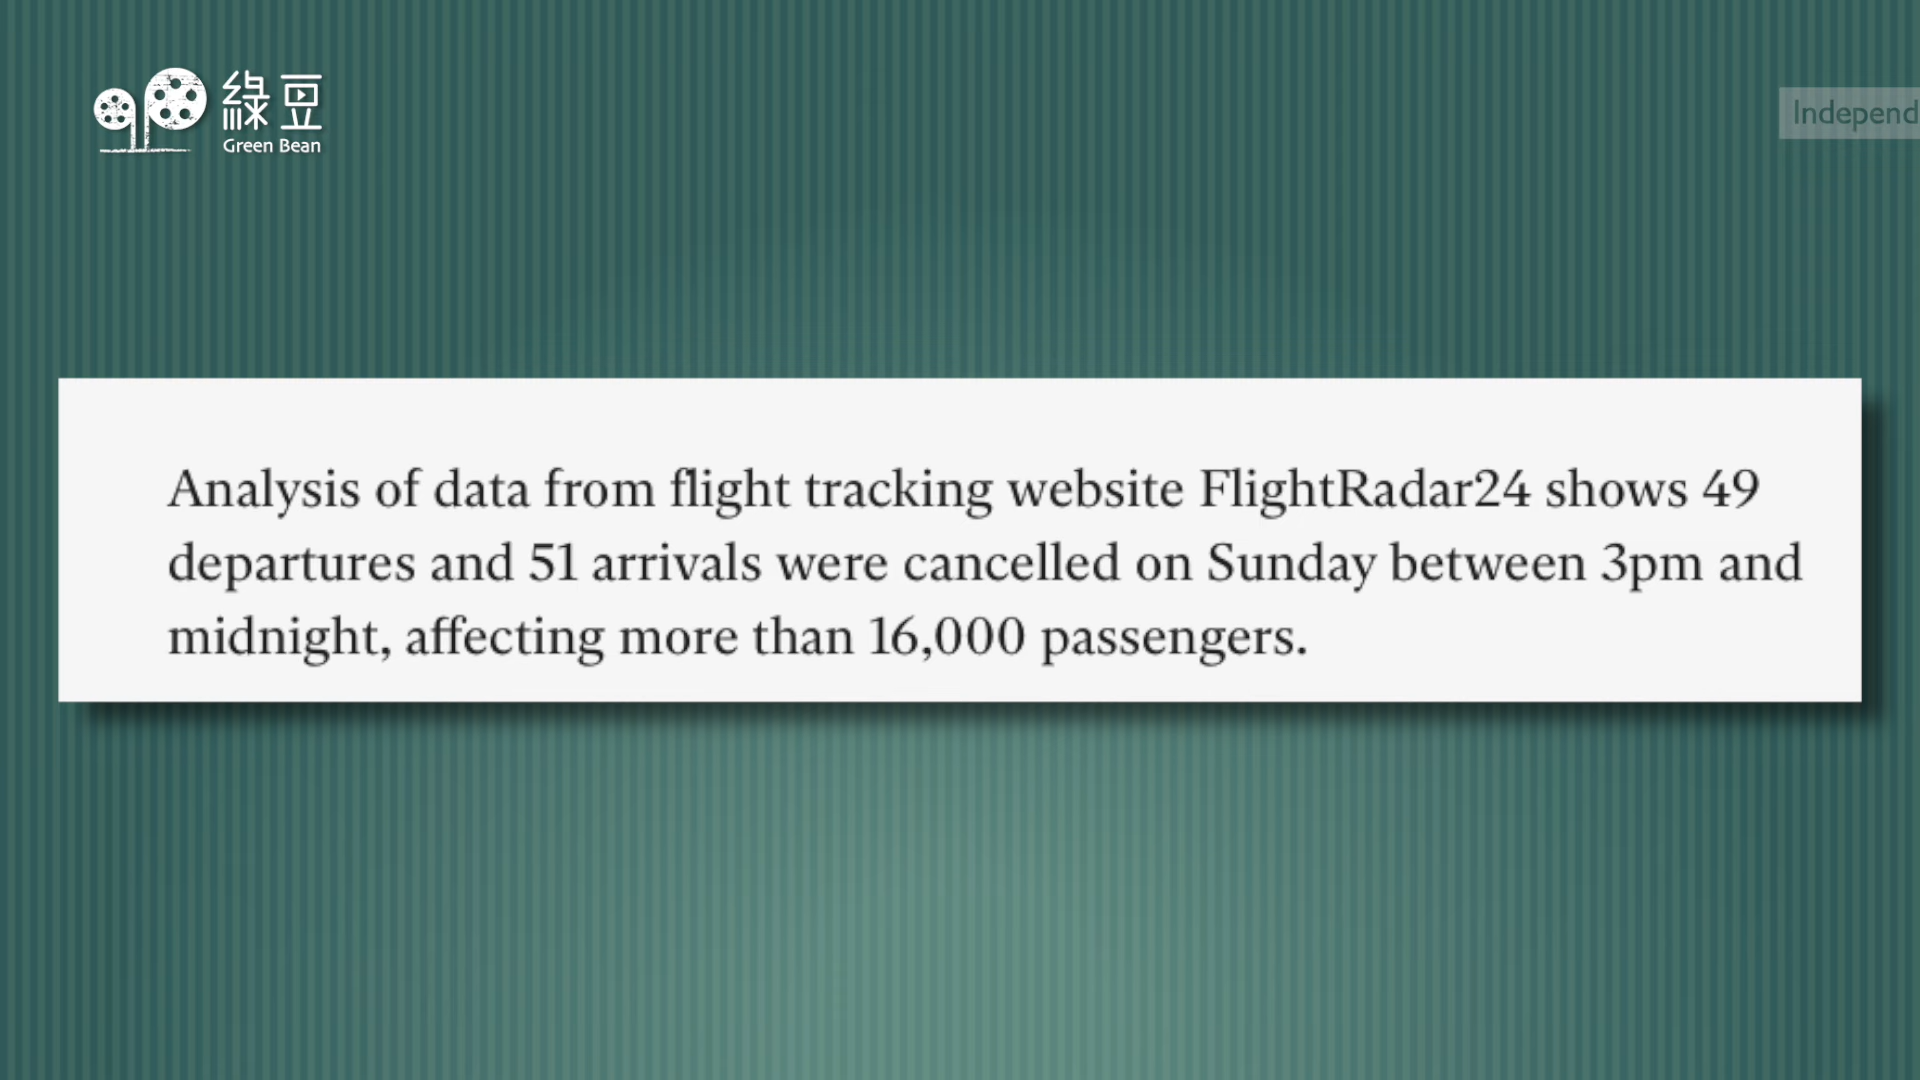 綠豆
Green Bean
Independ
Analysis of data from flight tracking website FlightRadar24 shows 49
departures and 51 arrivals were cancelled on Sunday between 3pm and
midnight, affecting more than 16,000 passengers.